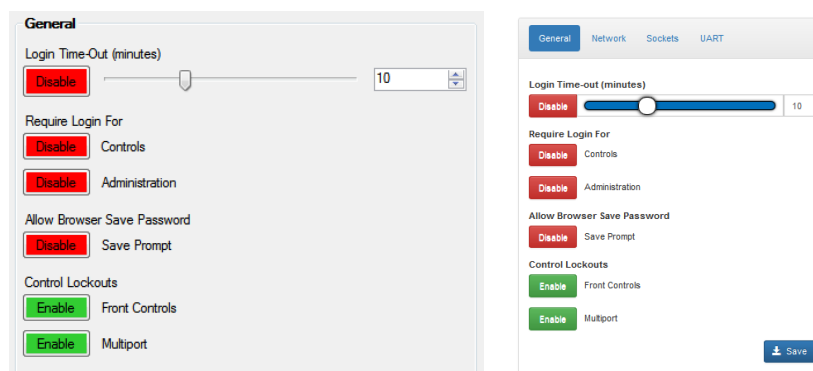 General
Login Time-Out (minutes)
Disable 10
Require Login For
Disable Controls
Disable Administration
Allow Browser Save Password
Disable Save Prompt
Control Lockouts
Enable Front Controls
Enable Multiport
General Network Sockets UART
Login Time-out (minutes)
Disable 10
Require Login For
Disable Controls
Disable Administration
Allow Browser Save Password
Disable Save Prompt
Control Lockouts
Enable Front Controls
Enable Multiport
Save